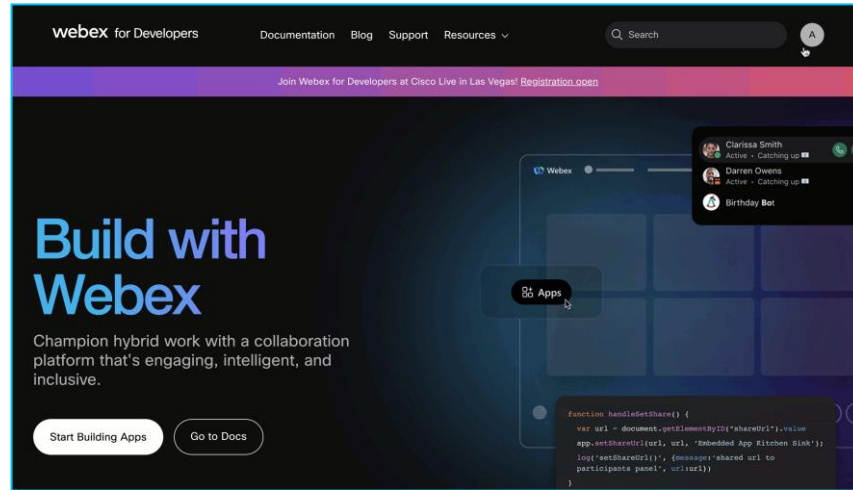 webex for Developers
Documentation Blog Support Resources
Search
A
Join Webex for Developers at Cisco Live in Las Vegas! Registration open
Clarissa Smith
Active • Catching up
Darren Owens
Active • Catching up
Birthday Bot
Webex
Build with
Webex
Apps
Champion hybrid work with a collaboration
platform that's engaging, intelligent, and
inclusive.
Start Building Apps
Go to Docs
function handleSetShare() {
var url = document.getElementByID("shareUrl").value
app.setShareUrl(url, url, 'Embedded App Kitchen Sink');
log('setShareUrl()', {message:'shared url to
participants panel', url:url})
}